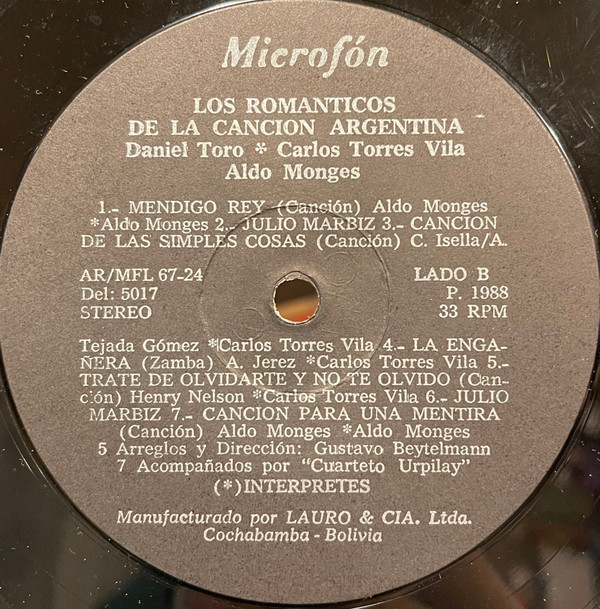 Microfón
LOS ROMANTICOS
DE LA CANCION ARGENTINA
Daniel Toro * Carlos Torres Vila
Aldo Monges
1.- MENDIGO REY (Canción) Aldo Monges
*Aldo Monges 2.. JULIO MARBIZ 3.- CANCION
DE LAS SIMPLES COSAS (Canción) C. Isella/A.
AR/MFL 67-24 LADO B
Del: 5017 P. 1988
STEREO 33 RPM
Tejada Gómez *Carlos Torres Vila 4.- LA ENGA-
ÑERA (Zamba) A. Jerez *Carlos Torres Vila 5.-
TRATE DE OLVIDARTE Y NO TE OLVIDO (Can-
ción) Henry Nelson *Carlos Torres Vila 6.- JULIO
MARBIZ 7.- CANCION PARA UNA MENTIRA
(Canción) Aldo Monges *Aldo Monges
5 Arreglos y Dirección: Gustavo Beytelmann
7 Acompañados por "Cuarteto Urpilay"
(*) INTERPRETES
Manufacturado por LAURO & CIA. Ltda.
Cochabamba - Bolivia